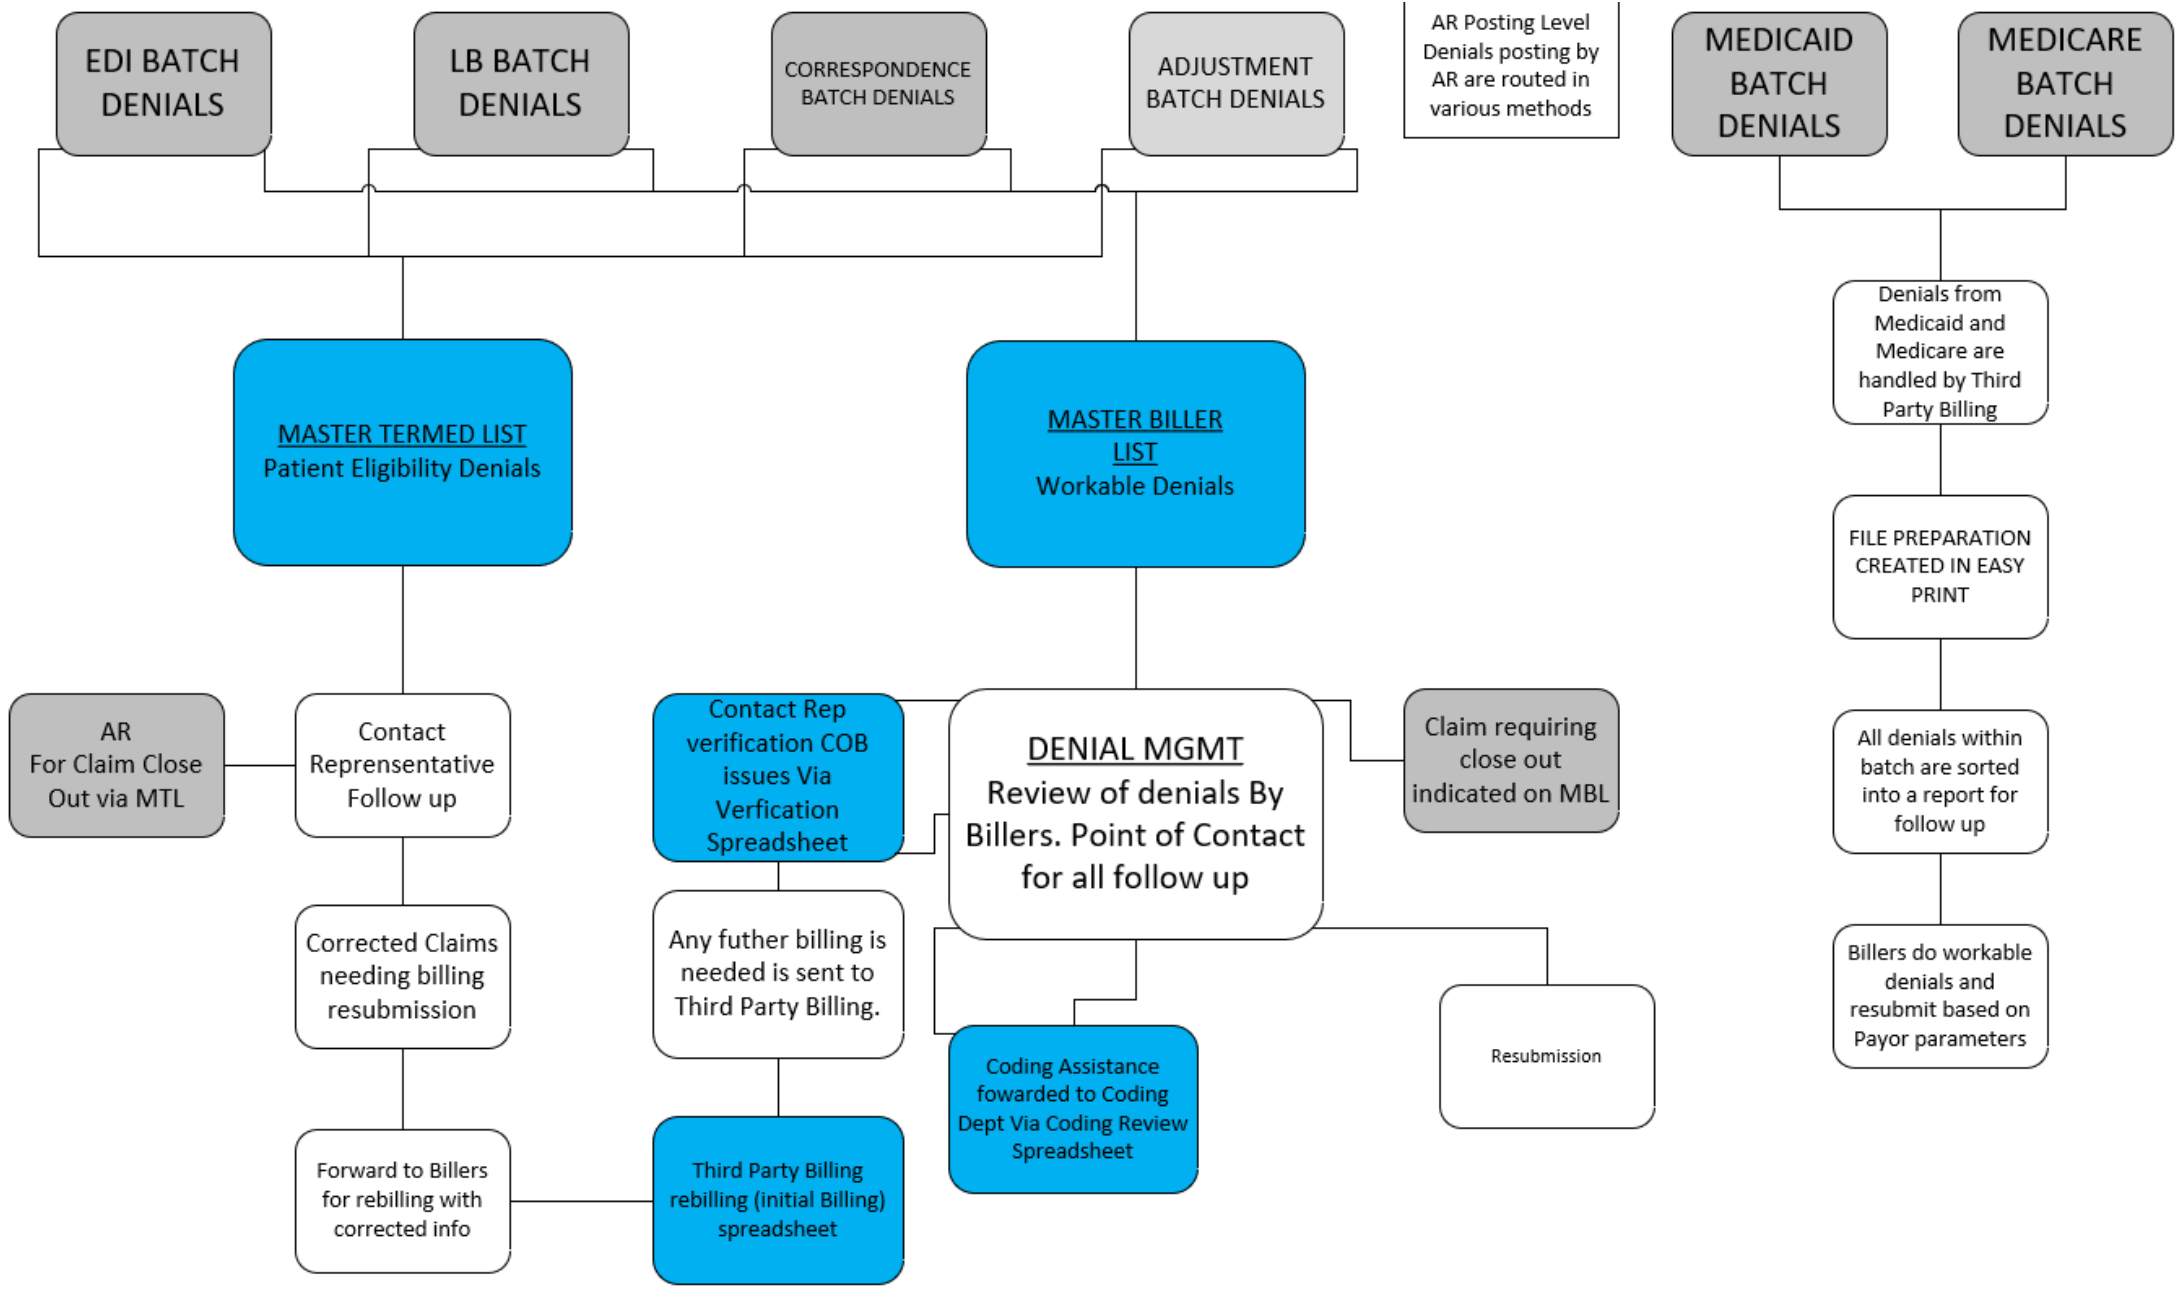 EDI BATCH
DENIALS
LB BATCH
DENIALS
CORRESPONDENCE
BATCH DENIALS
ADJUSTMENT
BATCH DENIALS
AR Posting Level
Denials posting by
AR are routed in
various methods
MEDICAID
BATCH
DENIALS
MEDICARE
BATCH
DENIALS
Denials from
Medicaid and
Medicare are
handled by Third
Party Billing
MASTER TERMED LIST
Patient Eligibility Denials
MASTER BILLER
LIST
Workable Denials
FILE PREPARATION
CREATED IN EASY
PRINT
AR
For Claim Close
Out via MTL
Contact
Reprensentative
Follow up
Contact Rep
verification COB
issues Via
Verfication
Spreadsheet
DENIAL MGMT
Review of denials By
Billers. Point of Contact
for all follow up
Claim requiring
close out
indicated on MBL
All denials within
batch are sorted
into a report for
follow up
Corrected Claims
needing billing
resubmission
Any futher billing is
needed is sent to
Third Party Billing.
Billers do workable
denials and
resubmit based on
Payor parameters
Coding Assistance
fowarded to Coding
Dept Via Coding Review
Spreadsheet
Resubmission
Forward to Billers
for rebilling with
corrected info
Third Party Billing
rebilling (initial Billing)
spreadsheet